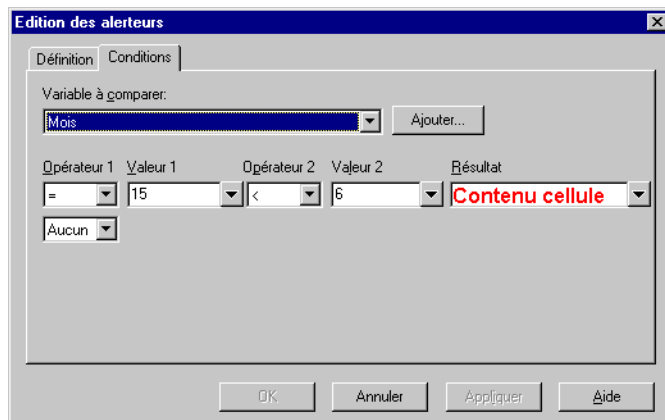 Edition des alerteurs
Définition Conditions
Variable à comparer:
Mois Ajouter...
Opérateur 1 Valeur 1 Opérateur 2 Valeur 2 Résultat
= 15 < 6 Contenu cellule
Aucun
OK Annuler Appliquer Aide